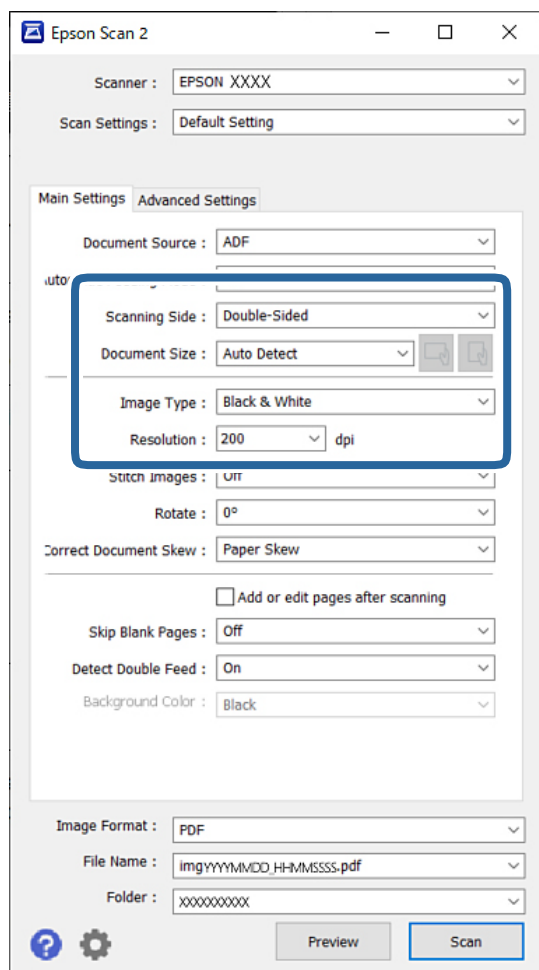 Epson Scan 2
Scanner : EPSON XXXX
Scan Settings : Default Setting
Main Settings Advanced Settings
Document Source : ADF
Scanning Side : Double-Sided
Document Size : Auto Detect
Image Type : Black & White
Resolution : 200 dpi
Stitch Images : Off
Rotate : 0°
Correct Document Skew : Paper Skew
Add or edit pages after scanning
Skip Blank Pages : Off
Detect Double Feed : On
Background Color : Black
Image Format : PDF
File Name : imgYYYYMMDD_HHMMSSSS.pdf
Folder : XXXXXXXXXX
Preview Scan